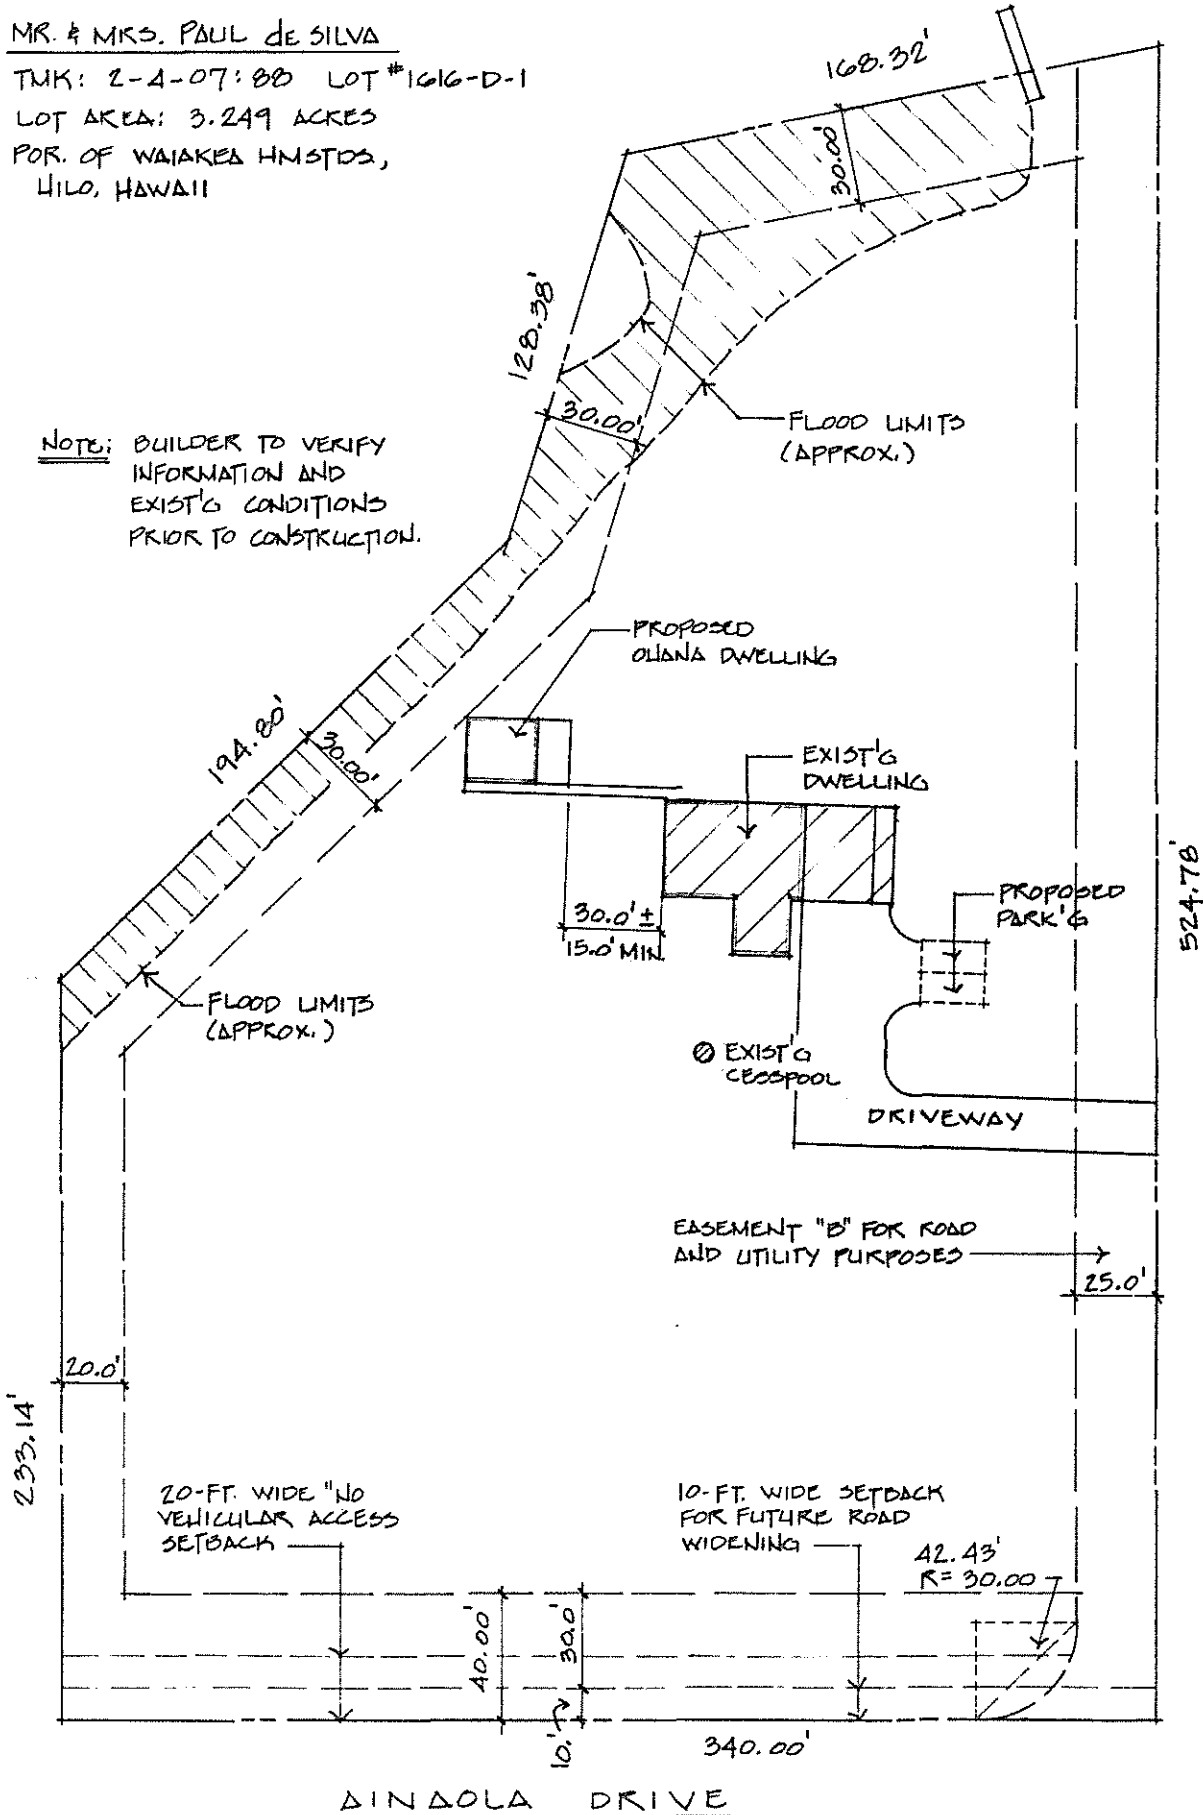 MR. & MRS. PAUL de SILVA
TMK: 2-4-07:88 LOT #1616-D-1
LOT AREA: 3.249 ACRES
POR. OF WAIAKEA HMSTDS,
HILO, HAWAII
168.32'
30.00'
128.38'
30.00'
FLOOD LIMITS
(APPROX.)
NOTE: BUILDER TO VERIFY
INFORMATION AND
EXIST'G CONDITIONS
PRIOR TO CONSTRUCTION.
PROPOSED
OHANA DWELLING
194.80'
30.00'
EXIST'G
DWELLING
524.78'
PROPOSED
PARK'G
30.0' ±
15.0' MIN.
FLOOD LIMITS
(APPROX.)
EXIST'G
CESSPOOL
DRIVEWAY
EASEMENT "B" FOR ROAD
AND UTILITY PURPOSES
25.0'
20.0'
233.14'
20-FT. WIDE "NO
VEHICULAR ACCESS
SETBACK
10-FT. WIDE SETBACK
FOR FUTURE ROAD
WIDENING
42.43'
R= 30.00
40.00'
30.0'
10.'
340.00'
AINAOLA DRIVE